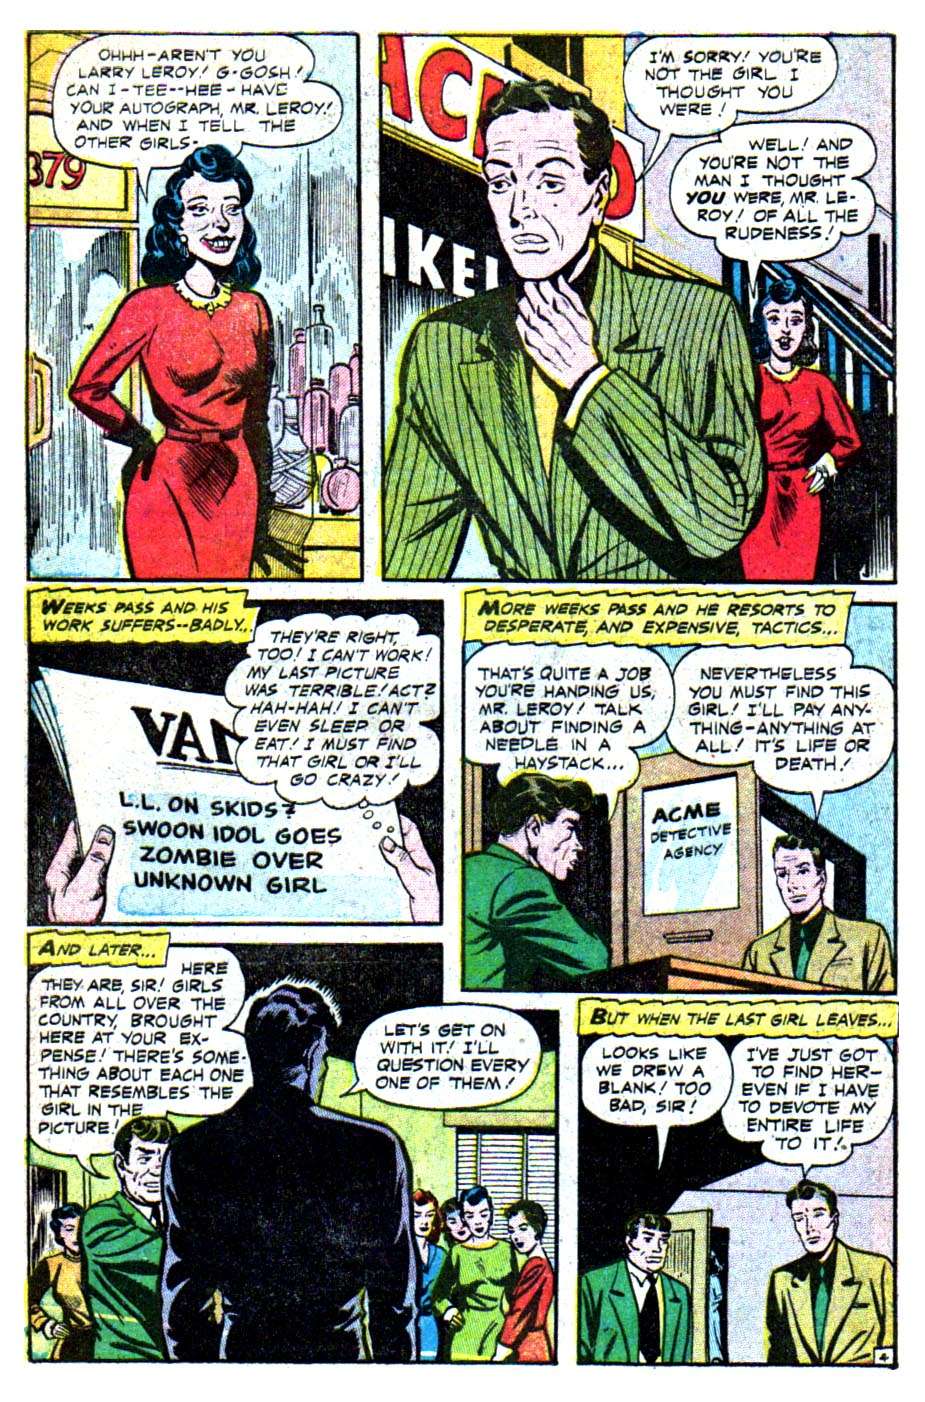 OHHH-AREN'T YOU
LARRY LEROY! G-GOSH!
CAN I-TEE--HEE-HAVE
YOUR AUTOGRAPH, MR. LEROY!
AND WHEN I TELL THE
OTHER GIRLS-
379
I'M SORRY! YOU'RE
NOT THE GIRL I
THOUGHT YOU
WERE!
WELL! AND
YOU'RE NOT THE
MAN I THOUGHT
YOU WERE, MR. LE-
ROY! OF ALL THE
RUDENESS!
IKE
WEEKS PASS AND HIS
WORK SUFFERS--BADLY...
THEY'RE RIGHT,
TOO! I CAN'T WORK!
MY LAST PICTURE
WAS TERRIBLE! ACT?
HAH-HAH! I CAN'T
EVEN SLEEP OR
EAT! I MUST FIND
THAT GIRL OR I'LL
GO CRAZY!
VAN
L.L. ON SKIDS?
SWOON IDOL GOES
ZOMBIE OVER
UNKNOWN GIRL
MORE WEEKS PASS AND HE RESORTS TO
DESPERATE, AND EXPENSIVE, TACTICS...
THAT'S QUITE A JOB
YOU'RE HANDING US,
MR. LEROY! TALK
ABOUT FINDING A
NEEDLE IN A
HAYSTACK...
NEVERTHELESS
YOU MUST FIND THIS
GIRL! I'LL PAY ANY-
THING-ANYTHING AT
ALL! IT'S LIFE OR
DEATH!
ACME
DETECTIVE
AGENCY
AND LATER...
HERE
THEY ARE, SIR! GIRLS
FROM ALL OVER THE
COUNTRY, BROUGHT
HERE AT YOUR EX-
PENSE! THERE'S SOME-
THING ABOUT EACH ONE
THAT RESEMBLES THE
GIRL IN THE
PICTURE!
LET'S GET ON
WITH IT! I'LL
QUESTION EVERY
ONE OF THEM!
BUT WHEN THE LAST GIRL LEAVES...
LOOKS LIKE
WE DREW A
BLANK! TOO
BAD, SIR!
I'VE JUST GOT
TO FIND HER-
EVEN IF I HAVE
TO DEVOTE MY
ENTIRE LIFE
TO IT!
4